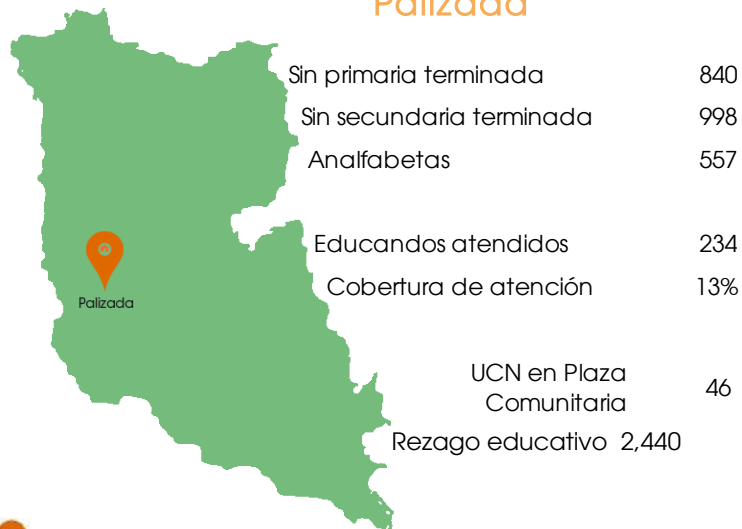 Palizada
Sin primaria terminada 840
Sin secundaria terminada 998
Analfabetas 557
Educandos atendidos 234
Cobertura de atención 13%
Palizada
UCN en Plaza
Comunitaria 46
Rezago educativo 2,440